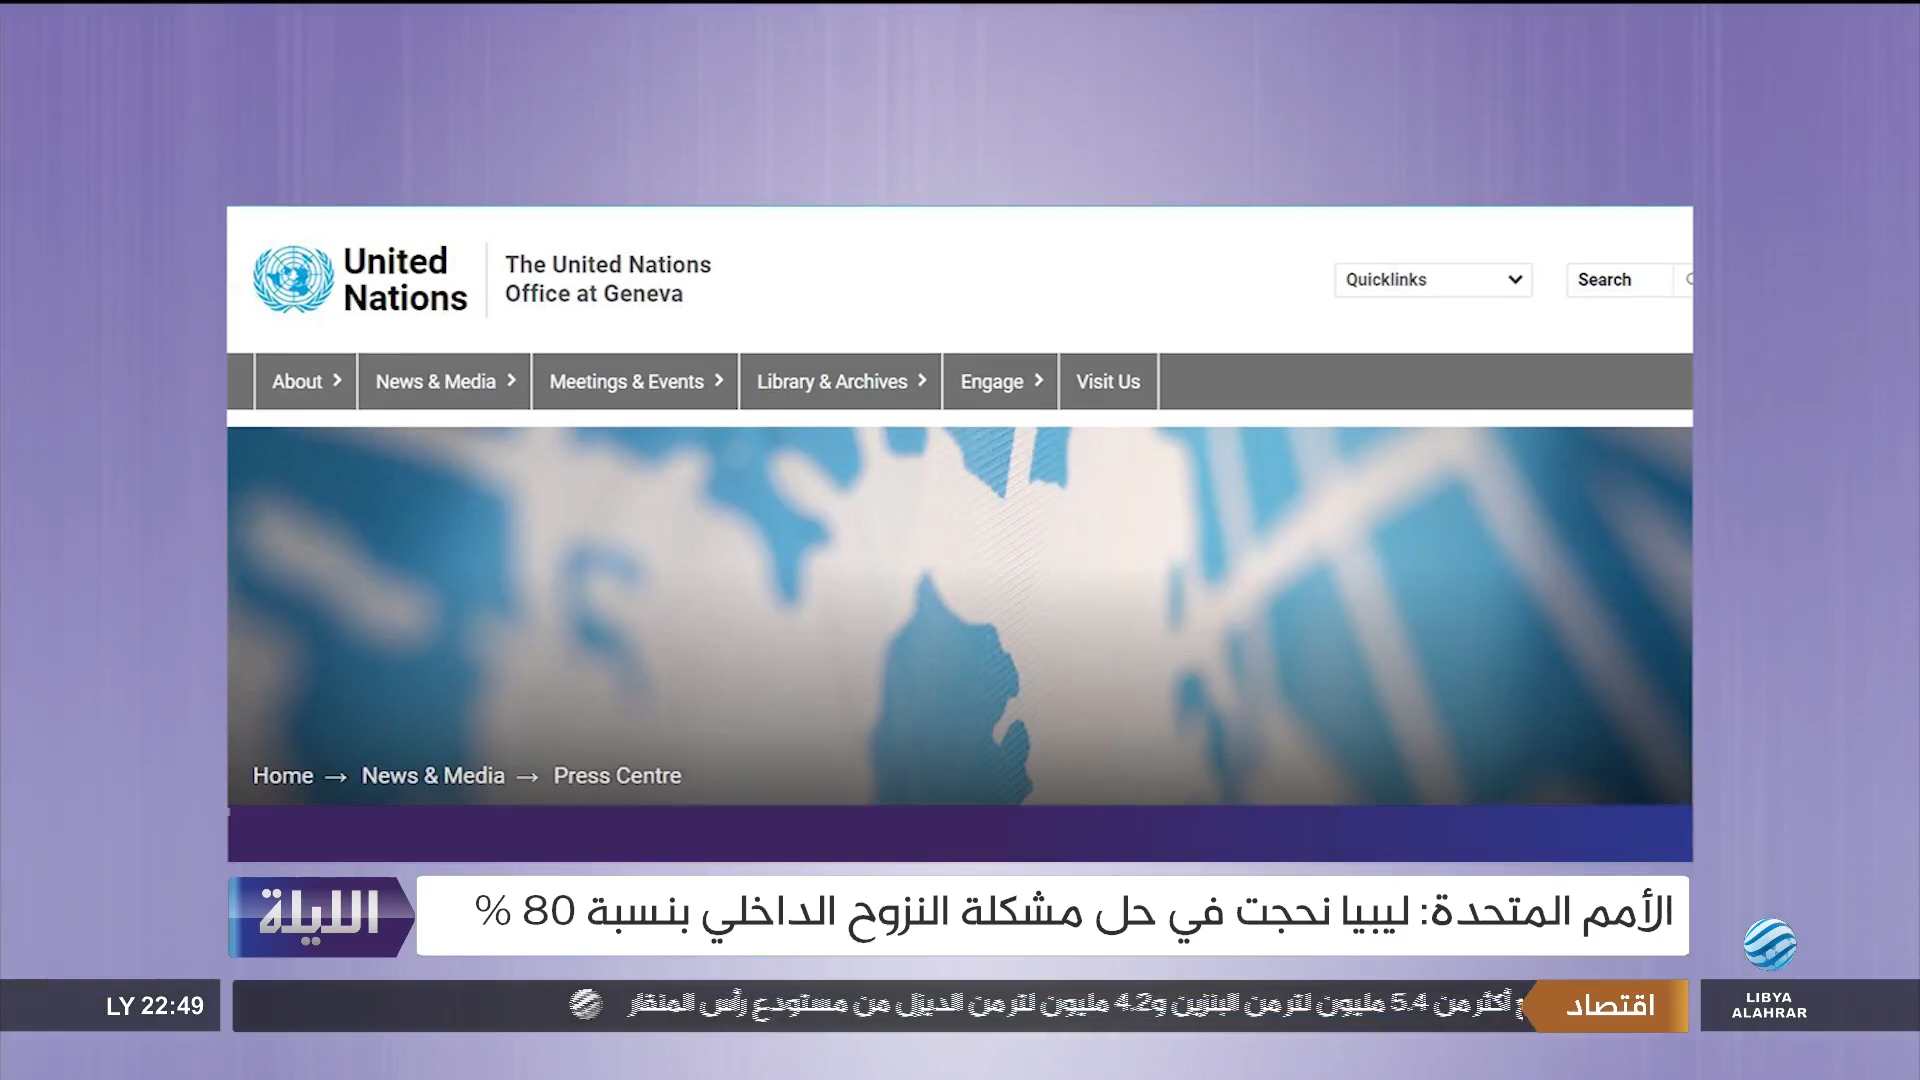 United
Nations
The United Nations
Office at Geneva
Quicklinks
Search
About
News & Media
Meetings & Events
Library & Archives
Engage
Visit Us
Home → News & Media → Press Centre
الليلة
الأمم المتحدة: ليبيا نجحت في حل مشكلة النزوح الداخلي بنسبة 80 %
LY 22:49
اقتصاد
أكثر من 5.4 مليون لتر من البنزين و4.2 مليون لتر من الديزل من مستودع رأس المنقار
LIBYA
ALAHRAR